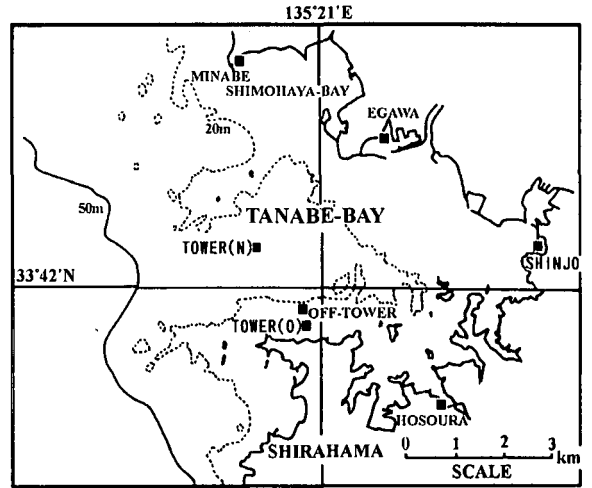 135°21'E
MINABE
SHIMOHAYA-BAY
EGAWA
20m
50m
TANABE-BAY
TOWER(N)
SHINJO
33°42'N
OFF-TOWER
TOWER(O)
HOSOURA
SHIRAHAMA
0 1 2 3
km
SCALE